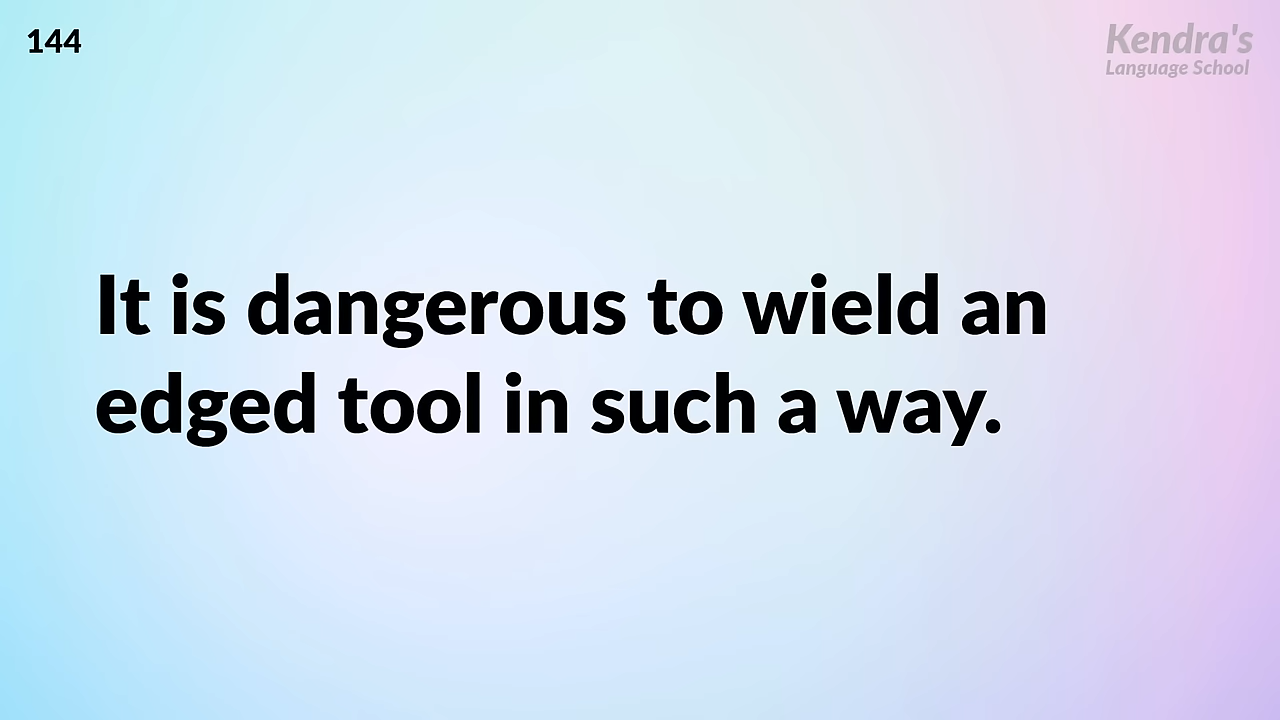 144
Kendra's
Language School
It is dangerous to wield an
edged tool in such a way.